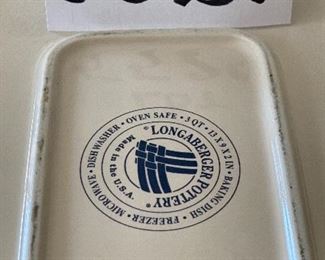 • OVEN SAFE • 3 QT • 13 X 9 X 2 IN • BAKING DISH • FREEZER • MICROWAVE • DISHWASHER
LONGABERGER POTTERY®
Made in the U.S.A.